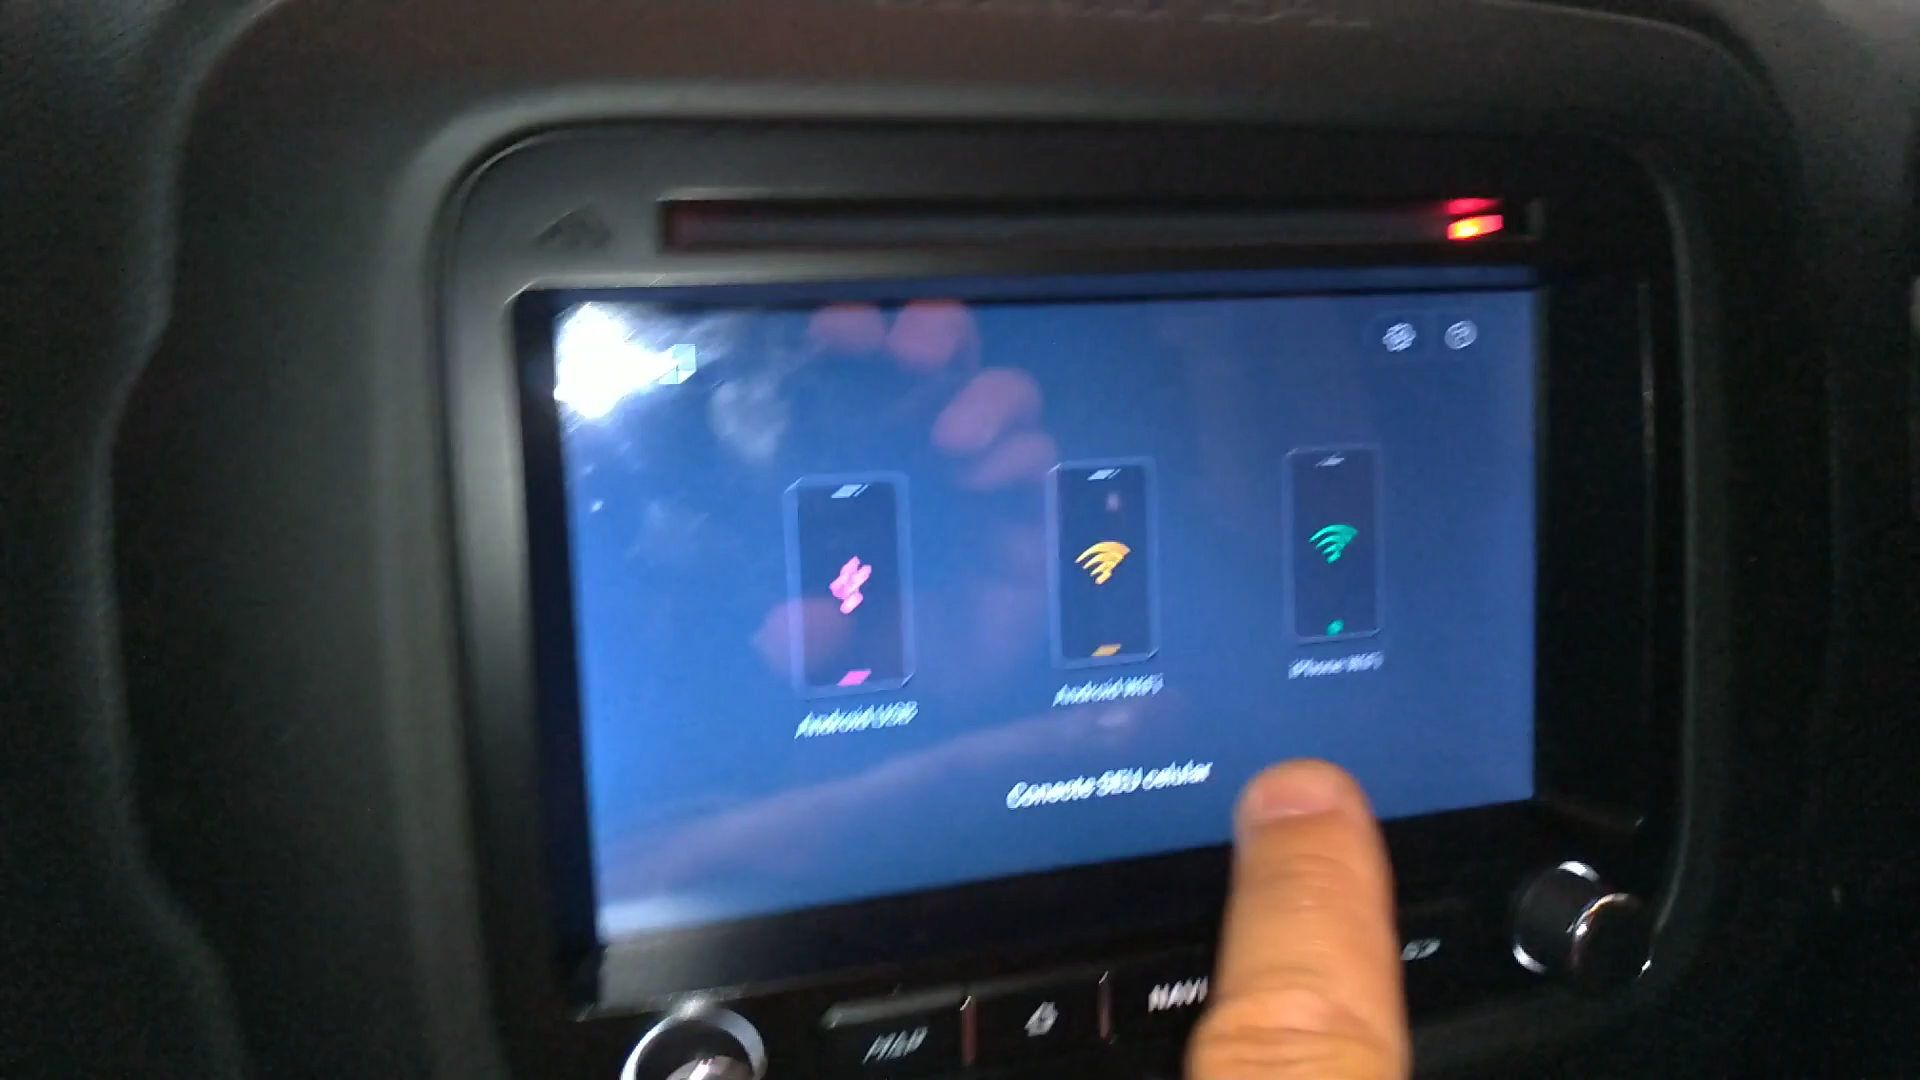 Android USB
Android WiFi
iPhone WiFi
Conecte SEU celular
MAP
NAVI